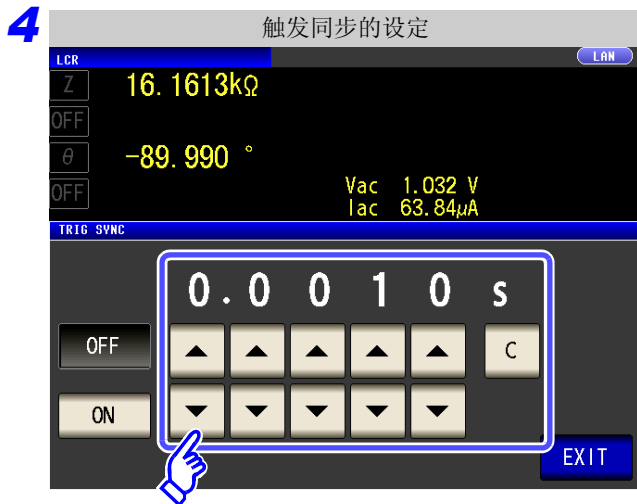 4
触发同步的设定
LCR
LAN
Z 16.1613kΩ
OFF
θ -89.990 °
OFF
Vac 1.032 V
Iac 63.84μA
TRIG SYNC
0.0010 s
OFF
C
ON
EXIT